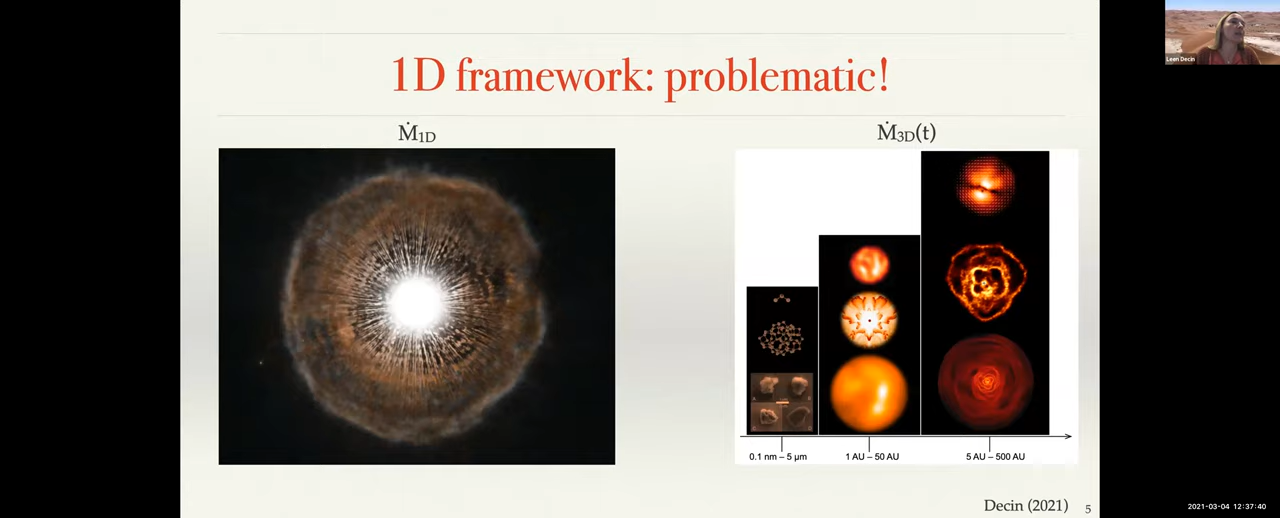 1D framework: problematic!
Ṁ1D
Ṁ3D(t)
0.1 nm – 5 µm
1 AU – 50 AU
5 AU – 500 AU
Decin (2021)
5
Leen Decin
2021-03-04 12:37:40